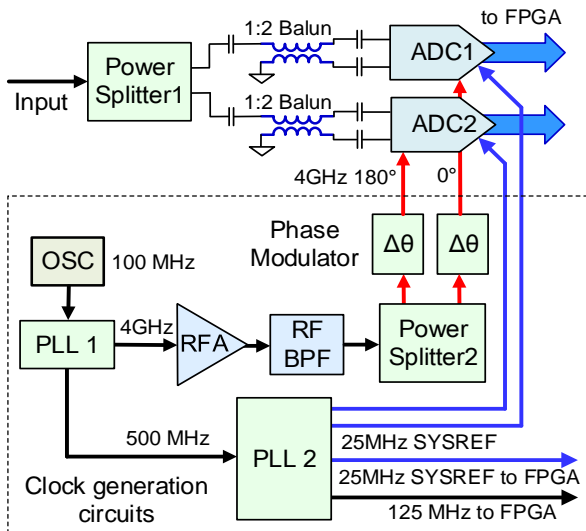 to FPGA
1:2 Balun
ADC1
Power
Splitter1
Input
1:2 Balun
ADC2
4GHz 180°
0°
Phase
Modulator
Δθ
Δθ
OSC
100 MHz
PLL 1
4GHz
RFA
RF
BPF
Power
Splitter2
500 MHz
PLL 2
25MHz SYSREF
25MHz SYSREF to FPGA
125 MHz to FPGA
Clock generation
circuits